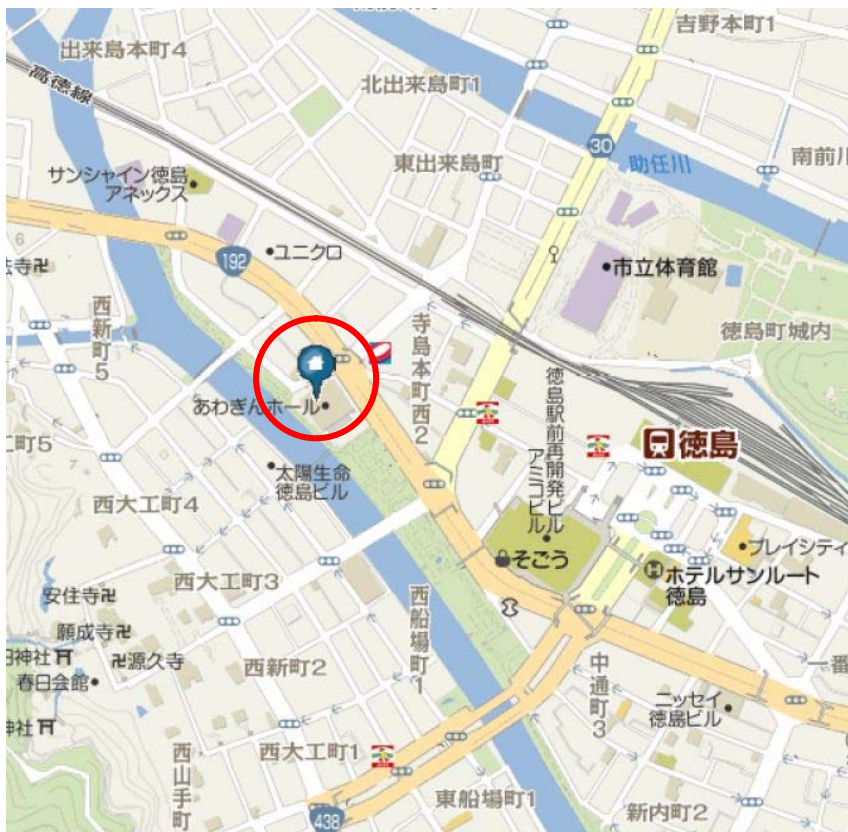 吉野本町1
出来島本町4
高徳線
北出来島町1
30
東出来島町
助任川
南前川
サンシャイン徳島
アネックス
192
ユニクロ
市立体育館
西新町5
寺島本町西2
徳島町城内
徳島駅前再開発ビル
アミコビル
あわぎんホール
徳島
太陽生命
徳島ビル
西大工町4
そごう
プレイシティ
ホテルサンルート
徳島
西大工町3
安住寺
願成寺
源久寺
春日会館
西船場町1
西新町2
中通町3
一番
ニッセイ
徳島ビル
西山手町
西大工町1
438
東船場町1
新内町2